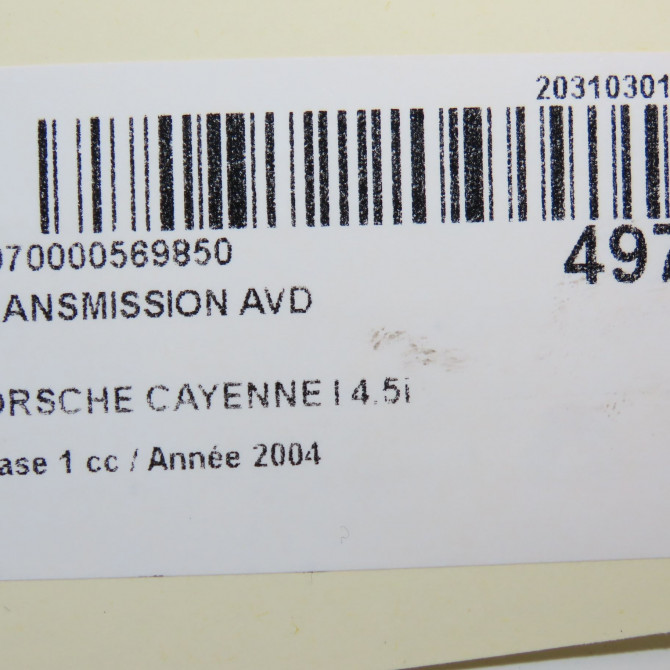 20310301
070000569850
497
ANSMISSION AVD
ORSCHE CAYENNE I 4.5i
ase 1 cc / Année 2004